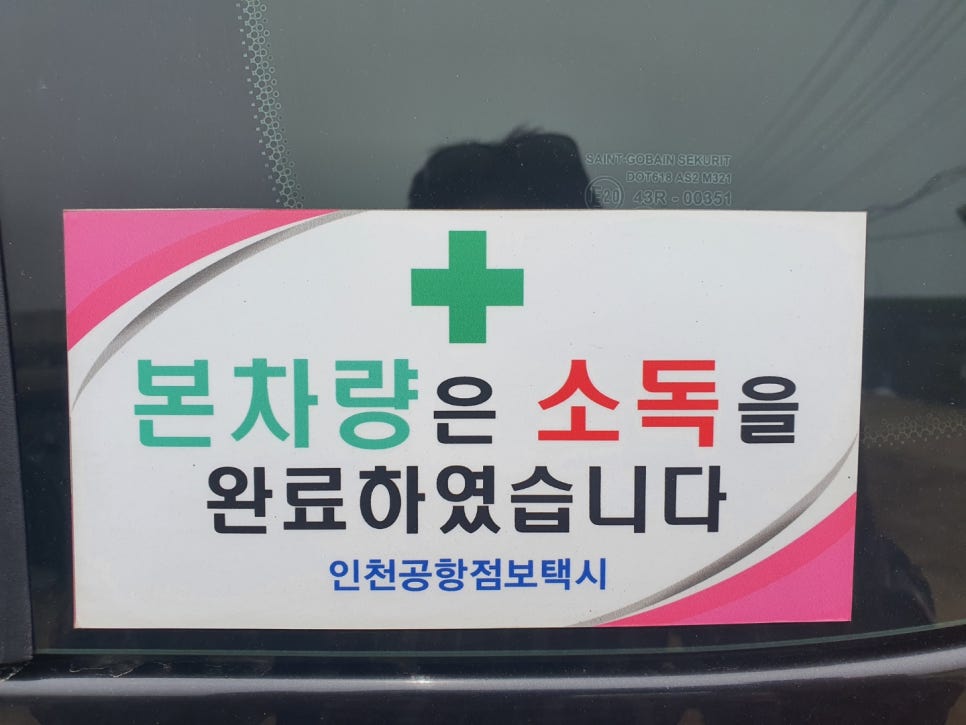 SAINT-GOBAIN SEKURIT
DOT618 AS2 M321
E20 43R - 00351
본차량은 소독을
완료하였습니다
인천공항점보택시